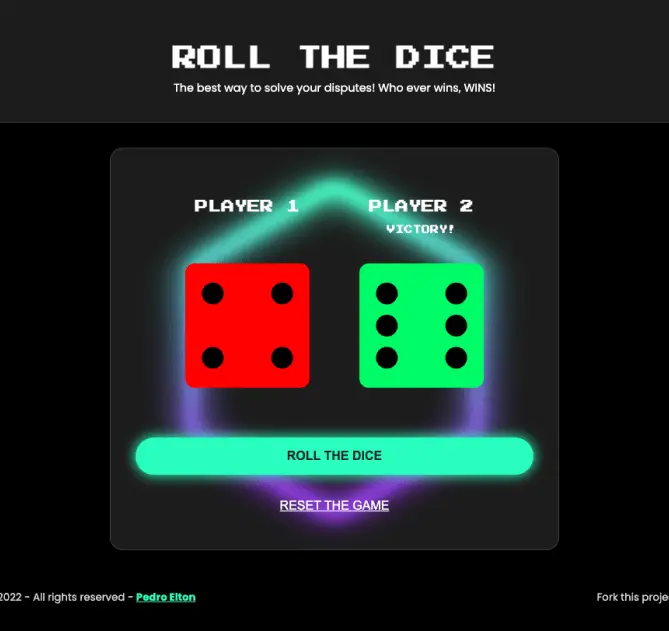 ROLL THE DICE
The best way to solve your disputes! Who ever wins, WINS!
PLAYER 1 PLAYER 2
VICTORY!
ROLL THE DICE
RESET THE GAME
2022 - All rights reserved - Pedro Elton Fork this